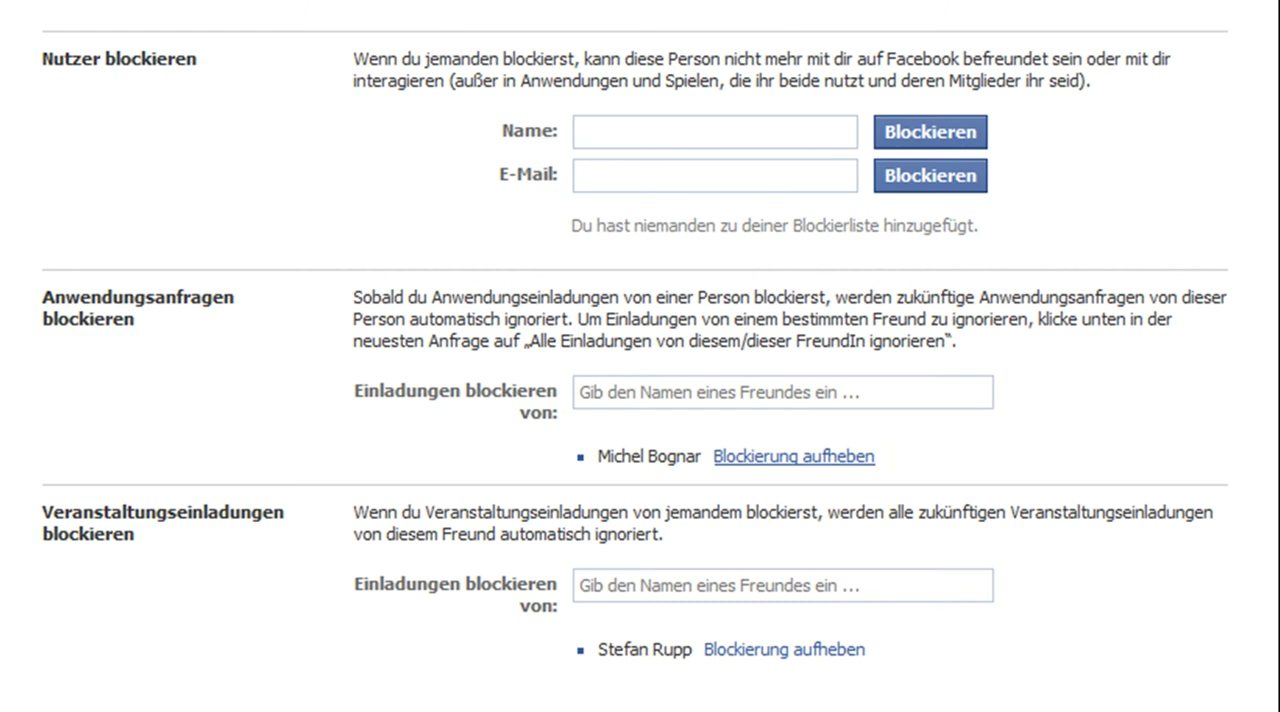 Nutzer blockieren
Wenn du jemanden blockierst, kann diese Person nicht mehr mit dir auf Facebook befreundet sein oder mit dir
interagieren (außer in Anwendungen und Spielen, die ihr beide nutzt und deren Mitglieder ihr seid).
Name:
Blockieren
E-Mail:
Blockieren
Du hast niemanden zu deiner Blockierliste hinzugefügt.
Anwendungsanfragen
blockieren
Sobald du Anwendungseinladungen von einer Person blockierst, werden zukünftige Anwendungsanfragen von dieser
Person automatisch ignoriert. Um Einladungen von einem bestimmten Freund zu ignorieren, klicke unten in der
neuesten Anfrage auf „Alle Einladungen von diesem/dieser FreundIn ignorieren“.
Einladungen blockieren
von:
Gib den Namen eines Freundes ein ...
Michel Bognar Blockierung aufheben
Veranstaltungseinladungen
blockieren
Wenn du Veranstaltungseinladungen von jemandem blockierst, werden alle zukünftigen Veranstaltungseinladungen
von diesem Freund automatisch ignoriert.
Einladungen blockieren
von:
Gib den Namen eines Freundes ein ...
Stefan Rupp Blockierung aufheben